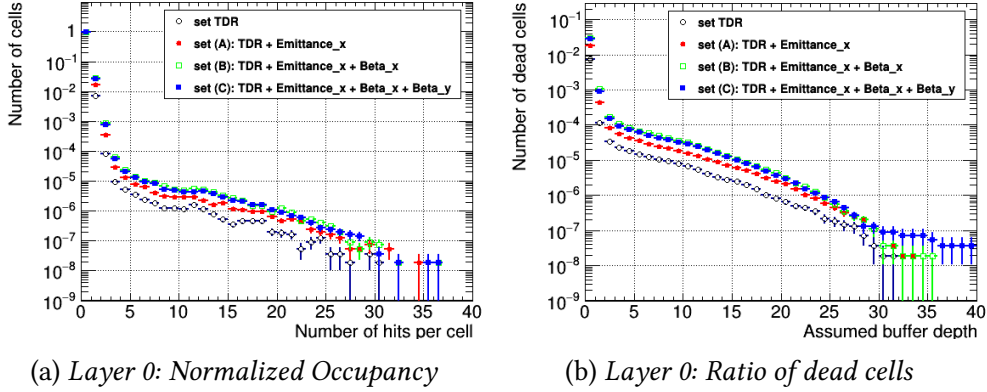 Number of cells
1
10⁻¹
10⁻²
10⁻³
10⁻⁴
10⁻⁵
10⁻⁶
10⁻⁷
10⁻⁸
10⁻⁹
set TDR
set (A): TDR + Emittance_x
set (B): TDR + Emittance_x + Beta_x
set (C): TDR + Emittance_x + Beta_x + Beta_y
0 5 10 15 20 25 30 35 40
Number of hits per cell
(a) Layer 0: Normalized Occupancy
Number of dead cells
10⁻¹
10⁻²
10⁻³
10⁻⁴
10⁻⁵
10⁻⁶
10⁻⁷
10⁻⁸
10⁻⁹
set TDR
set (A): TDR + Emittance_x
set (B): TDR + Emittance_x + Beta_x
set (C): TDR + Emittance_x + Beta_x + Beta_y
0 5 10 15 20 25 30 35 40
Assumed buffer depth
(b) Layer 0: Ratio of dead cells